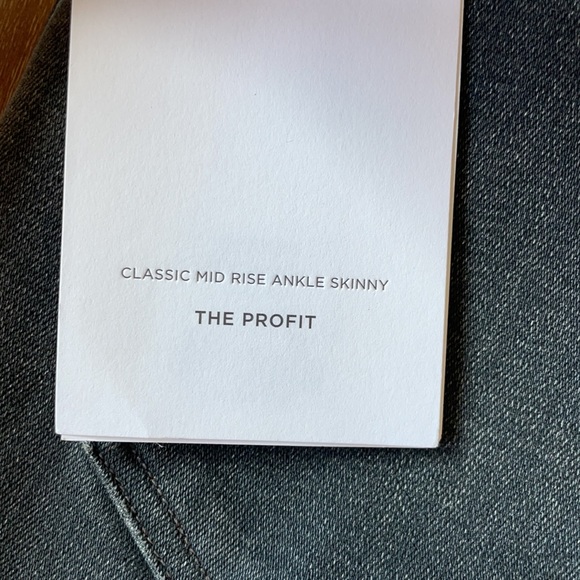 CLASSIC MID RISE ANKLE SKINNY
THE PROFIT